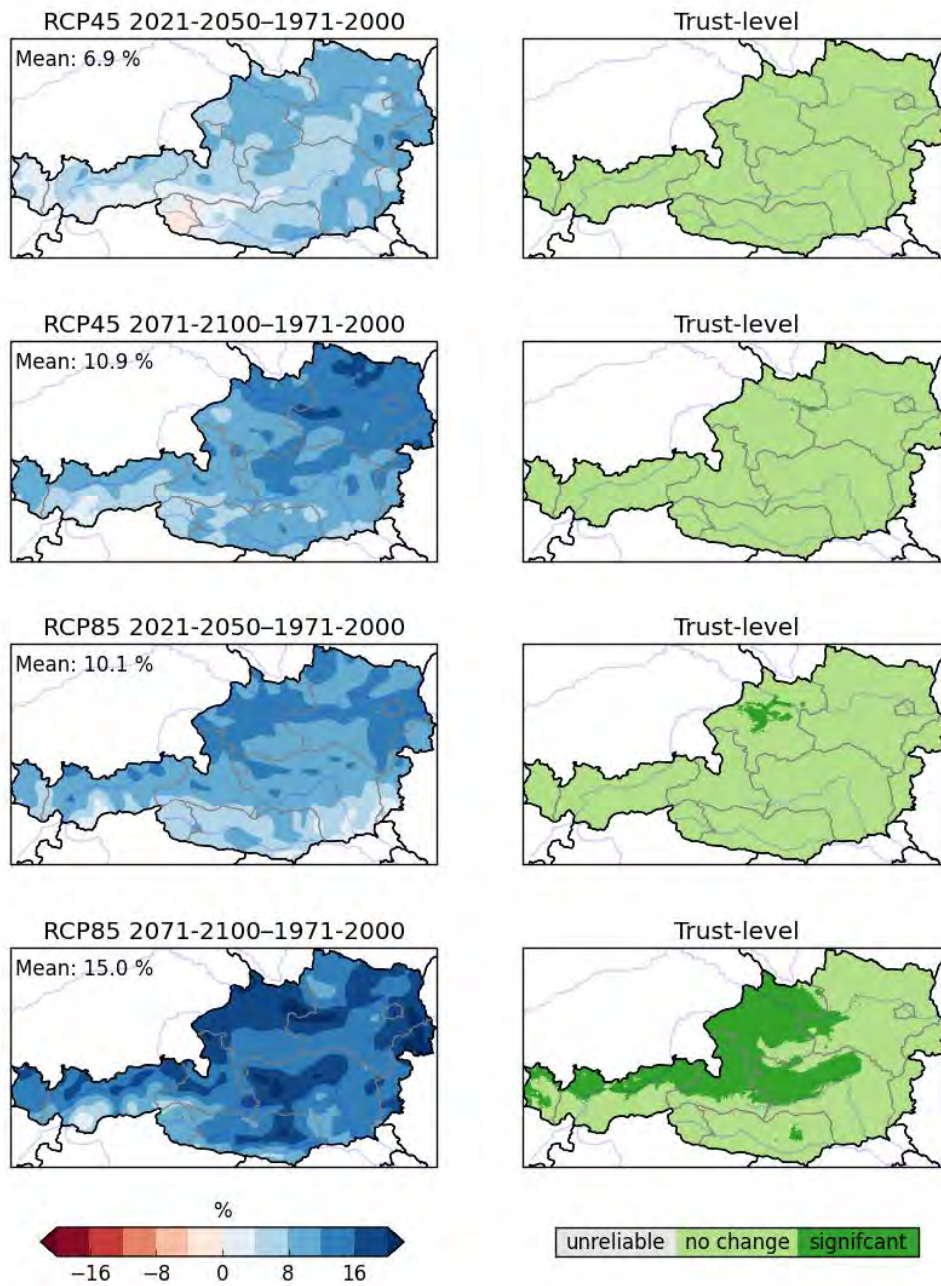 RCP45 2021-2050–1971-2000
Trust-level
Mean: 6.9 %
RCP45 2071-2100–1971-2000
Trust-level
Mean: 10.9 %
RCP85 2021-2050–1971-2000
Trust-level
Mean: 10.1 %
RCP85 2071-2100–1971-2000
Trust-level
Mean: 15.0 %
%
−16 −8 0 8 16
unreliable no change signifcant